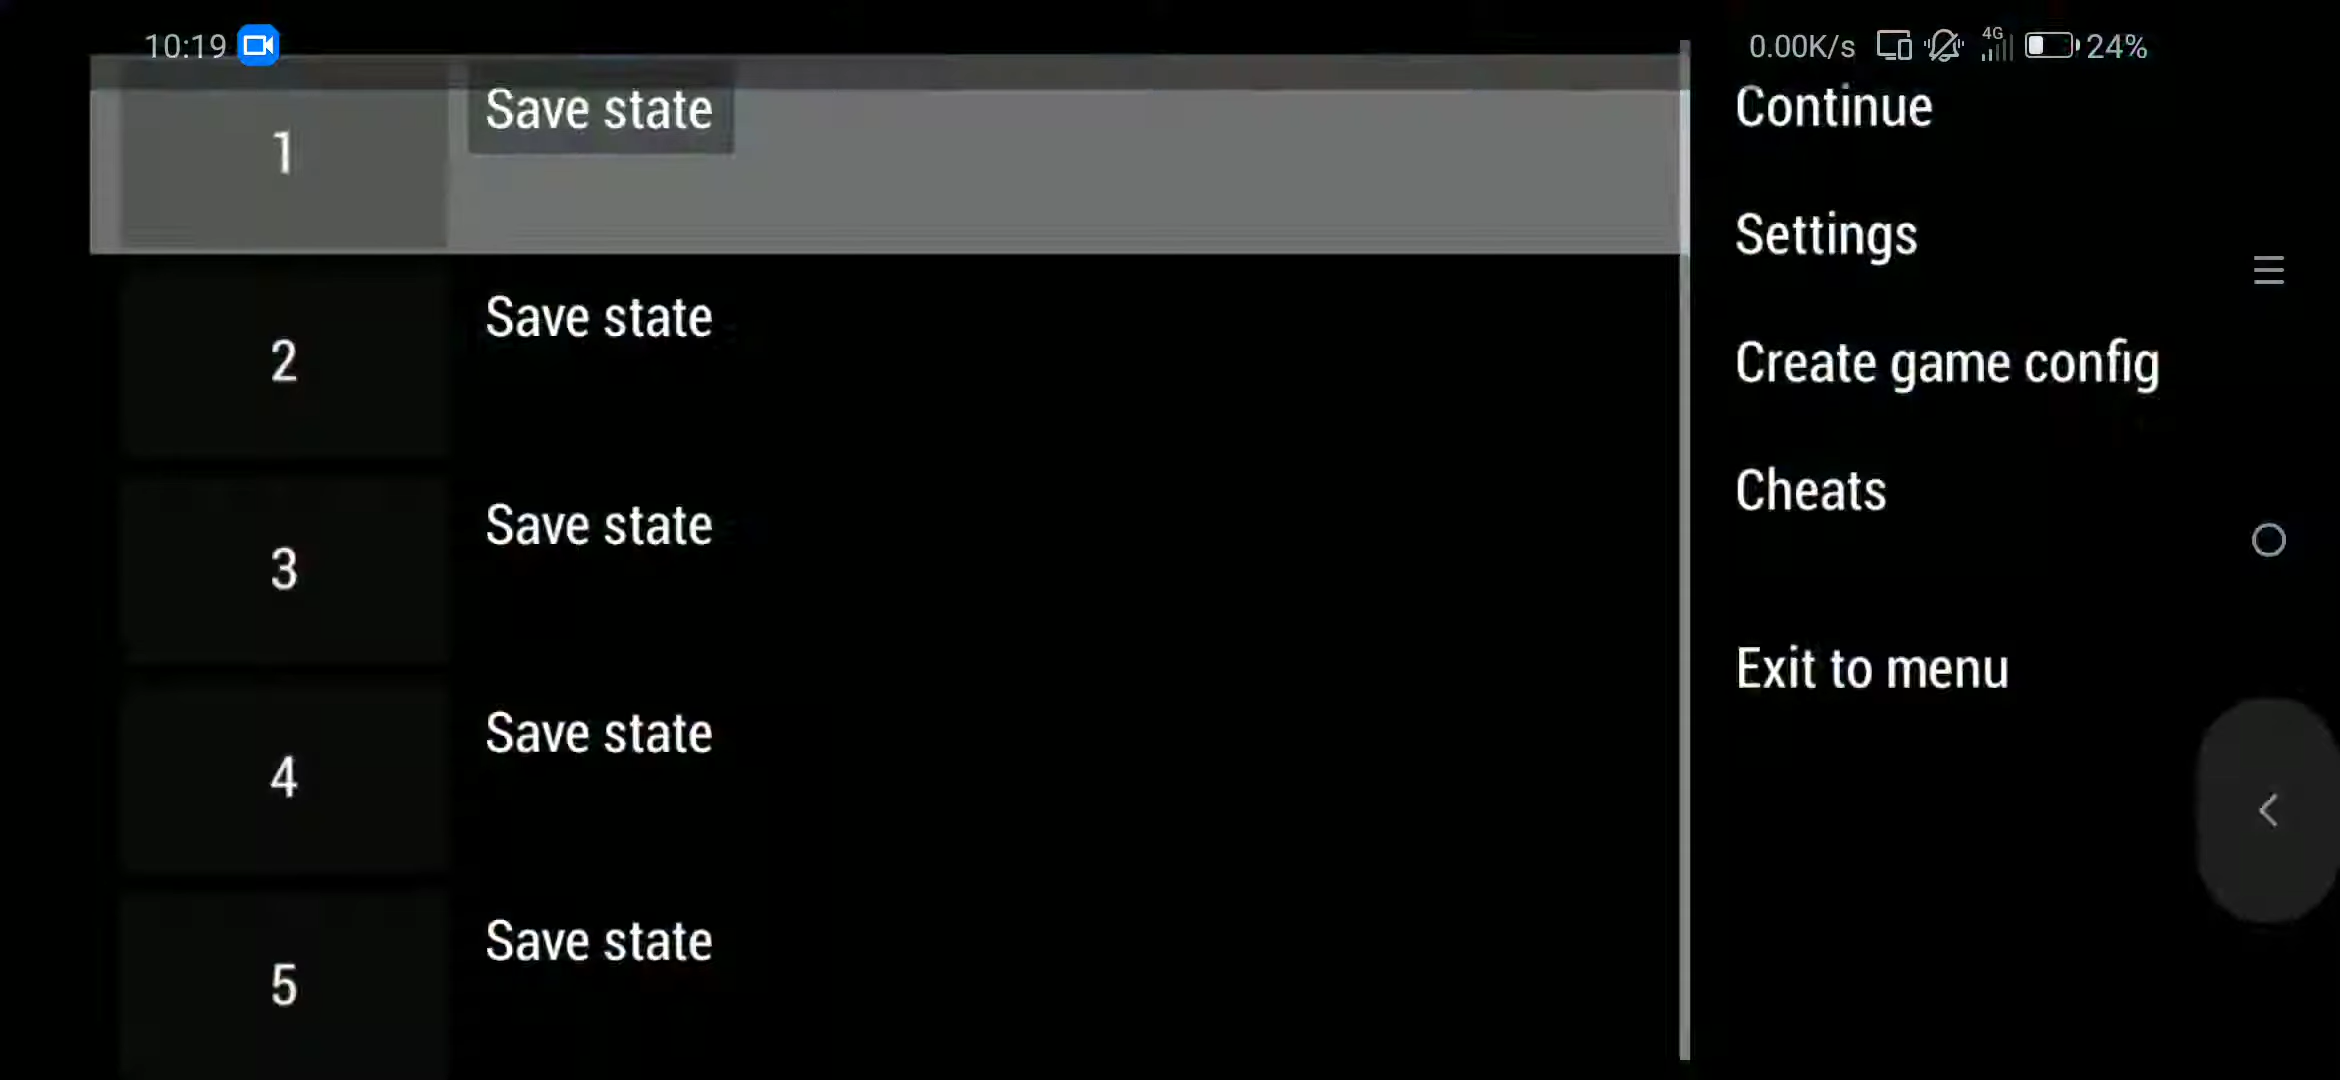 10:19
0.00K/s 4G 24%
1 Save state
2 Save state
3 Save state
4 Save state
5 Save state
Continue
Settings
Create game config
Cheats
Exit to menu